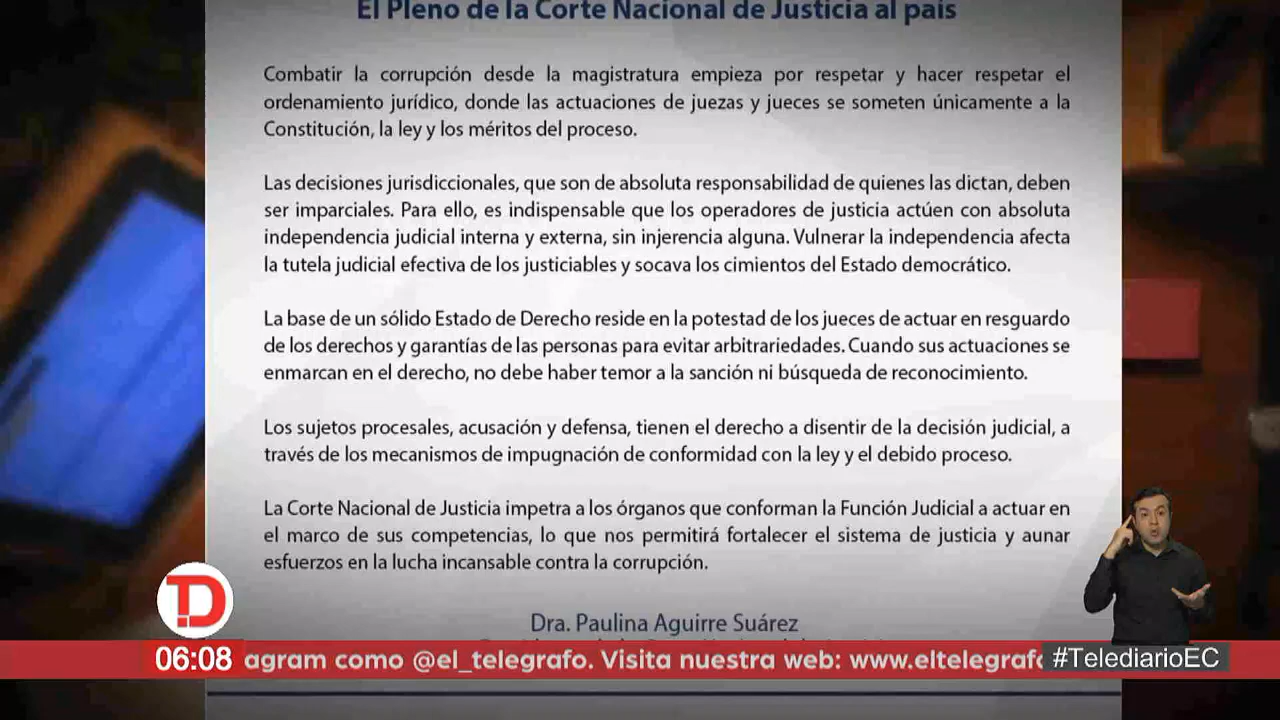 El Pleno de la Corte Nacional de Justicia al país
Combatir la corrupción desde la magistratura empieza por respetar y hacer respetar el
ordenamiento jurídico, donde las actuaciones de juezas y jueces se someten únicamente a la
Constitución, la ley y los méritos del proceso.
Las decisiones jurisdiccionales, que son de absoluta responsabilidad de quienes las dictan, deben
ser imparciales. Para ello, es indispensable que los operadores de justicia actúen con absoluta
independencia judicial interna y externa, sin injerencia alguna. Vulnerar la independencia afecta
la tutela judicial efectiva de los justiciables y socava los cimientos del Estado democrático.
La base de un sólido Estado de Derecho reside en la potestad de los jueces de actuar en resguardo
de los derechos y garantías de las personas para evitar arbitrariedades. Cuando sus actuaciones se
enmarcan en el derecho, no debe haber temor a la sanción ni búsqueda de reconocimiento.
Los sujetos procesales, acusación y defensa, tienen el derecho a disentir de la decisión judicial, a
través de los mecanismos de impugnación de conformidad con la ley y el debido proceso.
La Corte Nacional de Justicia impetra a los órganos que conforman la Función Judicial a actuar en
el marco de sus competencias, lo que nos permitirá fortalecer el sistema de justicia y aunar
esfuerzos en la lucha incansable contra la corrupción.
Dra. Paulina Aguirre Suárez
TD
06:08 agram como @el_telegrafo. Visita nuestra web: www.eltelegrafo #TelediarioEC